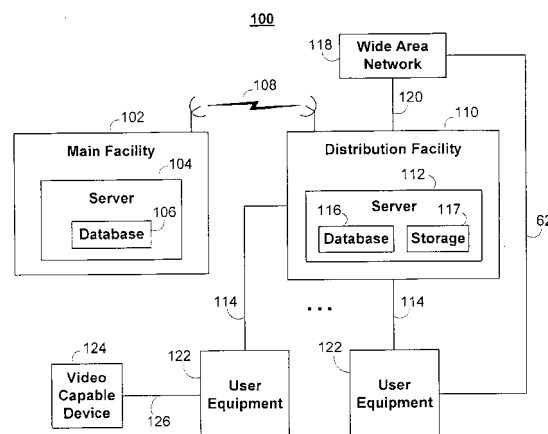 100
118
Wide Area
Network
108
120
102
110
Main Facility
Distribution Facility
104
112
Server
Server
106
Database
116
Database
117
Storage
62
114
...
114
124
122
122
Video
Capable
Device
126
User
Equipment
User
Equipment